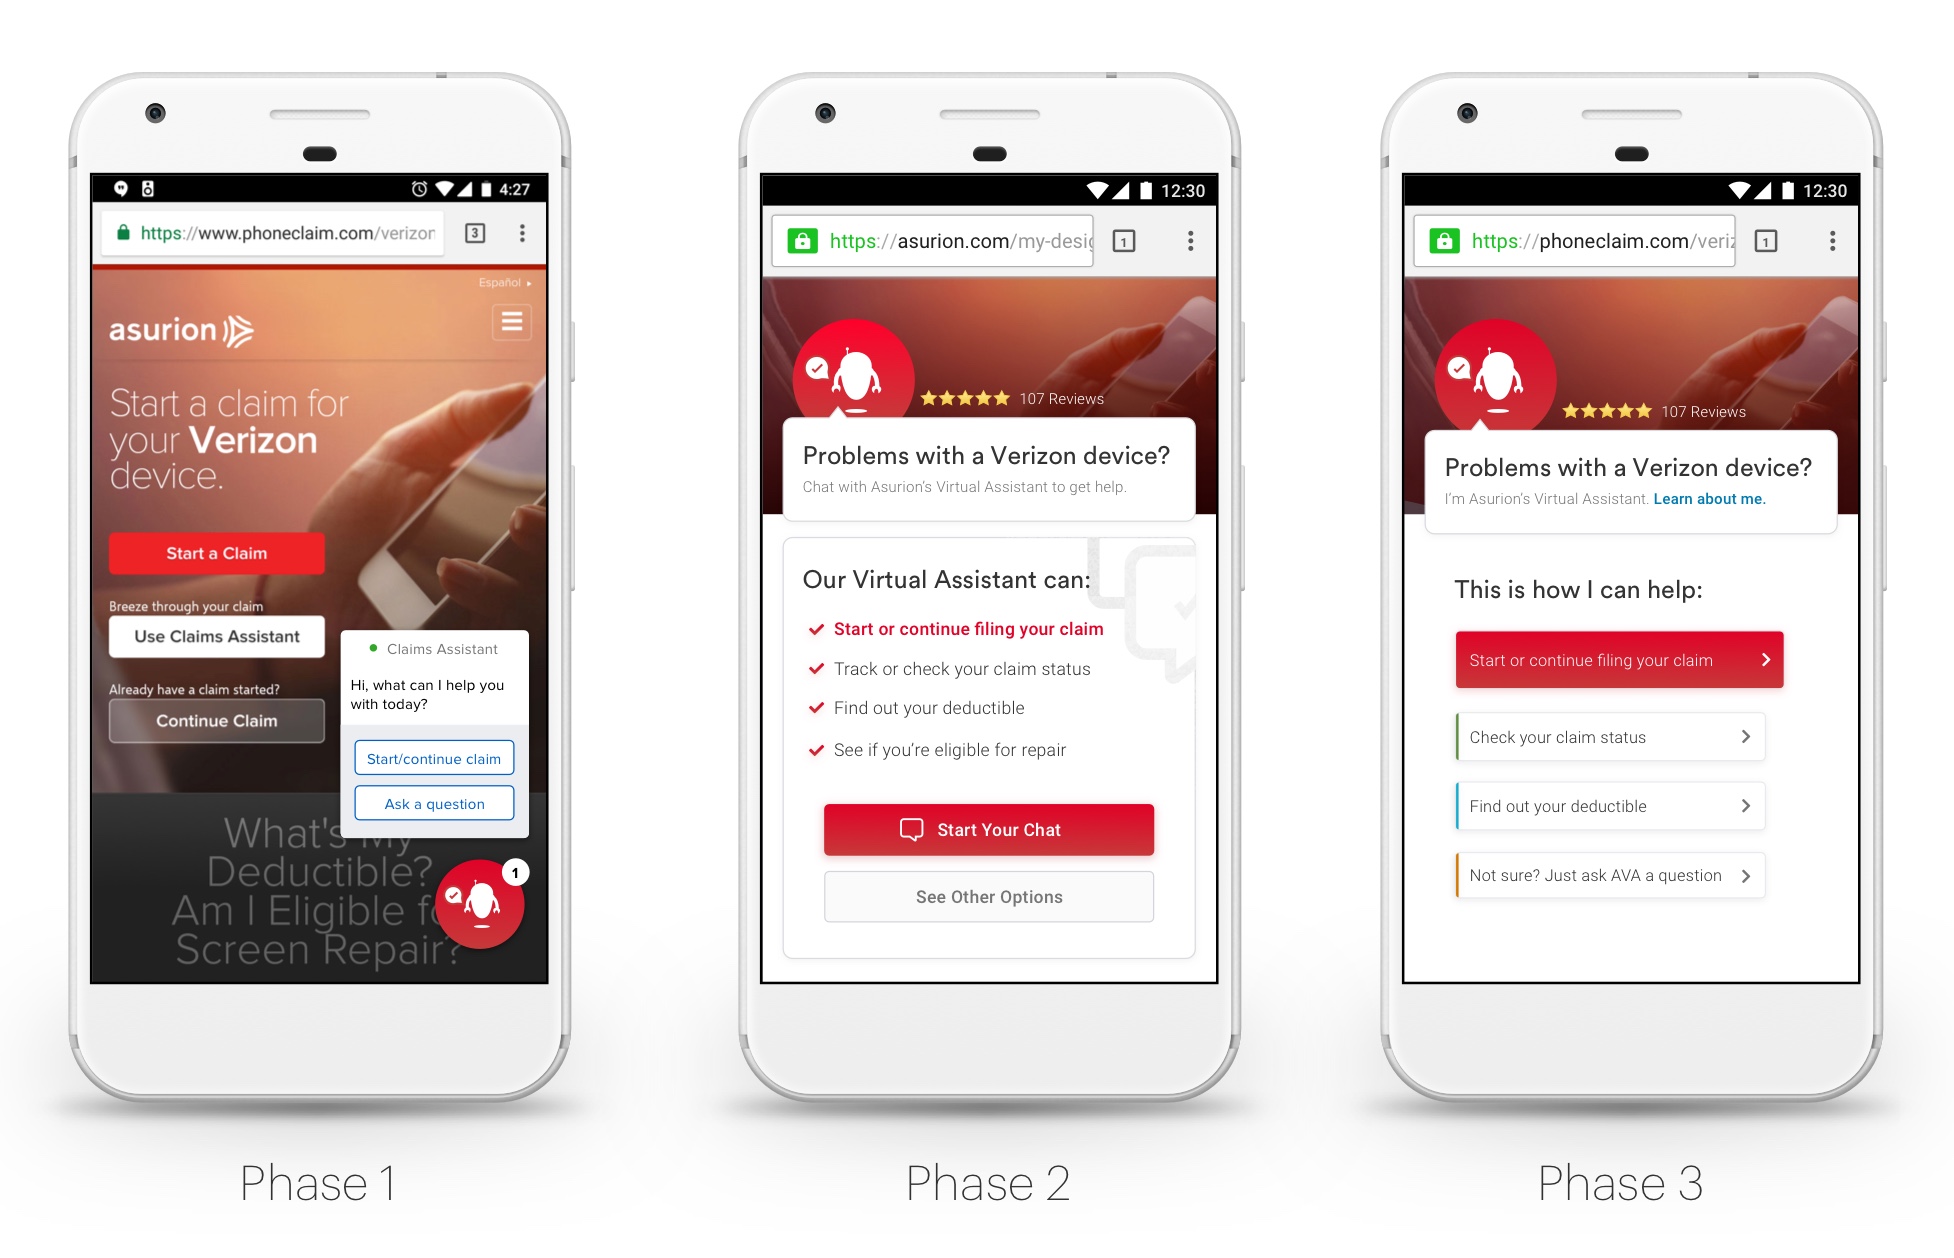 4:27
https://www.phoneclaim.com/verizon
3
Español
asurion
Start a claim for
your Verizon
device.
Start a Claim
Breeze through your claim
Use Claims Assistant
Already have a claim started?
Continue Claim
Claims Assistant
Hi, what can I help you
with today?
Start/continue claim
Ask a question
What's My
Deductible?
Am I Eligible
Screen Repair?
1
Phase 1
12:30
https://asurion.com/my-desig
1
107 Reviews
Problems with a Verizon device?
Chat with Asurion's Virtual Assistant to get help.
Our Virtual Assistant can:
Start or continue filing your claim
Track or check your claim status
Find out your deductible
See if you're eligible for repair
Start Your Chat
See Other Options
Phase 2
12:30
https://phoneclaim.com/veriz
1
107 Reviews
Problems with a Verizon device?
I'm Asurion's Virtual Assistant. Learn about me.
This is how I can help:
Start or continue filing your claim
Check your claim status
Find out your deductible
Not sure? Just ask AVA a question
Phase 3